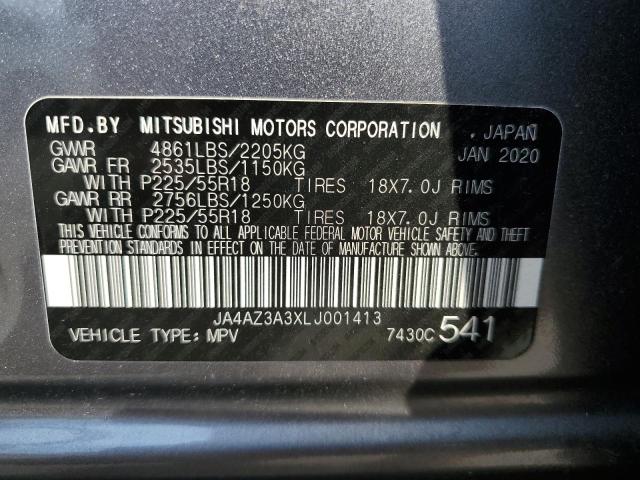 MFD.BY MITSUBISHI MOTORS CORPORATION . JAPAN
GVWR 4861LBS/2205KG JAN 2020
GAWR FR 2535LBS/1150KG
WITH P225/55R18 TIRES 18X7.0J RIMS
GAWR RR 2756LBS/1250KG
WITH P225/55R18 TIRES 18X7.0J RIMS
THIS VEHICLE CONFORMS TO ALL APPLICABLE FEDERAL MOTOR VEHICLE SAFETY AND THEFT
PREVENTION STANDARDS IN EFFECT ON THE DATE OF MANUFACTURE SHOWN ABOVE.
JA4AZ3A3XLJ001413
VEHICLE TYPE: MPV 7430C 541